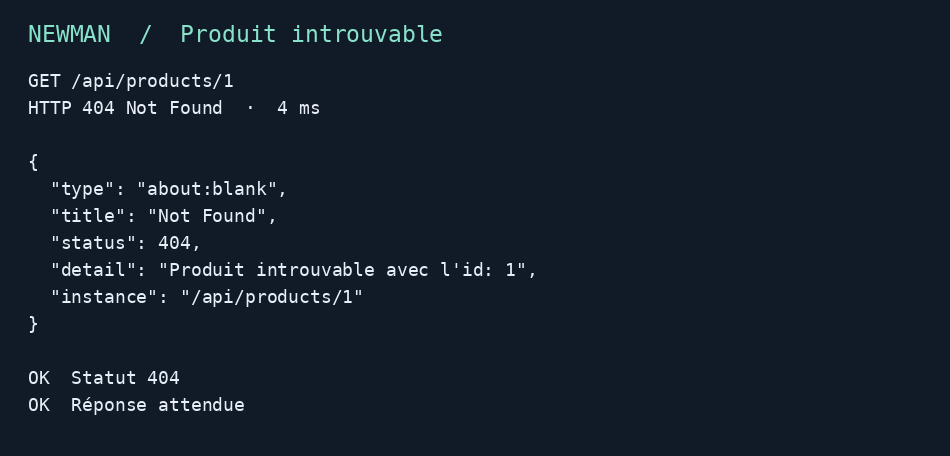 NEWMAN / Produit introuvable
GET /api/products/1
HTTP 404 Not Found · 4 ms
{
"type": "about:blank",
"title": "Not Found",
"status": 404,
"detail": "Produit introuvable avec l'id: 1",
"instance": "/api/products/1"
}
OK Statut 404
OK Réponse attendue